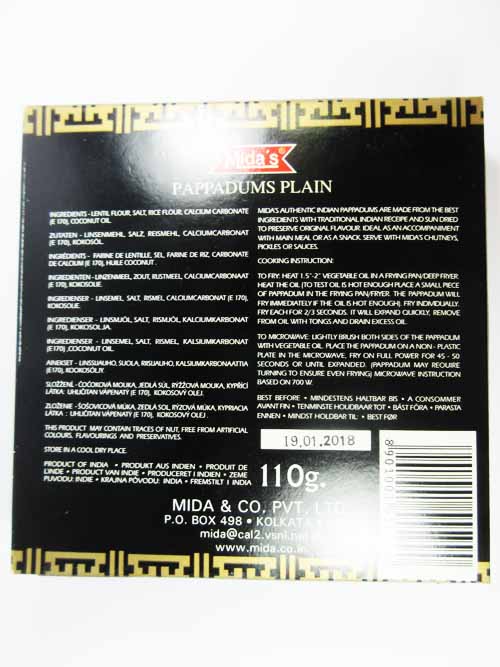 Mida's®
PAPPADUMS PLAIN
INGREDIENTS - LENTIL FLOUR, SALT, RICE FLOUR, CALCIUM CARBONATE
(E 170), COCONUT OIL.
ZUTATEN - LINSENMEHL, SALZ, REISMEHL, CALCIUMCARBONAT
(E 170), KOKOSÖL.
INGRÉDIENTS - FARINE DE LENTILLE, SEL, FARINE DE RIZ, CARBONATE
DE CALCIUM (E 170), HUILE COCONUT .
INGREDIENTEN - LINZENMEEL, ZOUT, RIJSTMEEL, CALCIUMCARBONAAT
(E 170), KOKOSOLIE.
INGREDIENSER - LINSEMEL, SALT, RISMEL, CALCIUMCARBONAT (E 170),
KOKOSOLIE.
INGREDIENSER - LINSMJÖL, SALT, RISMJÖL, KALCIUMKARBONAT
(E 170), KOKOSOLJA.
INGREDIENSER - LINSEMEL, SALT, RISMEL, KALSIUMKARBONAT
(E 170) ,COCONUT OIL.
AINEKSET - LINSSIJAUHO, SUOLA, RIISIJAUHO, KALSIUMKARBONAATTIA
(E 170), KOKOSÖLJY.
SLOŽENÍ - ČOČKOVÁ MOUKA, JEDLÁ SŮL, RÝŽOVÁ MOUKA, KYPŘÍCÍ
LÁTKA: UHLIČITAN VÁPENATÝ (E 170), KOKOSOVÝ OLEJ.
ZLOŽENIE - ŠOŠOVICOVÁ MÚKA, JEDLÁ SOL, RYŽOVÁ MÚKA, KYPRIACA
LÁTKA : UHLIČITAN VÁPENATÝ (E 170), KOKOSOVÝ OLEJ.
THIS PRODUCT MAY CONTAIN TRACES OF NUT, FREE FROM ARTIFICIAL
COLOURS, FLAVOURINGS AND PRESERVATIVES.
STORE IN A COOL DRY PLACE.
PRODUCT OF INDIA • PRODUKT AUS INDIEN • PRODUIT DE
L'INDE • PRODUCT VAN INDIE • PRODUCERET I INDIEN • ZEME
PUVODU: INDIE • KRAJINA PÔVODU: INDIA • FREMSTILT I INDIA
MIDA'S AUTHENTIC INDIAN PAPPADUMS ARE MADE FROM THE BEST
INGREDIENTS WITH TRADITIONAL INDIAN RECEIPE AND SUN DRIED
TO PRESERVE ORIGINAL FLAVOUR. IDEAL AS AN ACCOMPANIMENT
WITH MAIN MEAL OR AS A SNACK. SERVE WITH MIDA'S CHUTNEYS,
PICKLES OR SAUCES.
COOKING INSTRUCTION:
TO FRY: HEAT 1.5"-2" VEGETABLE OIL IN A FRYING PAN/DEEP FRYER.
HEAT THE OIL (TO TEST OIL IS HOT ENOUGH PLACE A SMALL PIECE
OF PAPPADUM IN THE FRYING PAN/FRYER. THE PAPPADUM WILL
FRY IMMEDIATELY IF THE OIL IS HOT ENOUGH). FRY INDIVIDUALLY.
FRY EACH FOR 2/3 SECONDS. IT WILL EXPAND QUICKLY, REMOVE
FROM OIL WITH TONGS AND DRAIN EXCESS OIL.
TO MICROWAVE: LIGHTLY BRUSH BOTH SIDES OF THE PAPPADUM
WITH VEGETABLE OIL. PLACE THE PAPPADUM ON A NON - PLASTIC
PLATE IN THE MICROWAVE, FRY ON FULL POWER FOR 45 - 50
SECONDS OR UNTIL EXPANDED. (PAPPADUM MAY REQUIRE
TURNING TO ENSURE EVEN FRYING) MICROWAVE INSTRUCTION
BASED ON 700 W.
BEST BEFORE • MINDESTENS HALTBAR BIS • A CONSOMMER
AVANT FIN • TENMINSTE HOUDBAAR TOT • BÄST FÖRA • PARASTA
ENNEN • MINDST HOLDBAR TIL • BEST FØR
19.01.2018
110g.
MIDA & CO. PVT. LTD.
P.O. BOX 498 • KOLKATA
mida@cal2.vsnl.net
www.mida.co.in